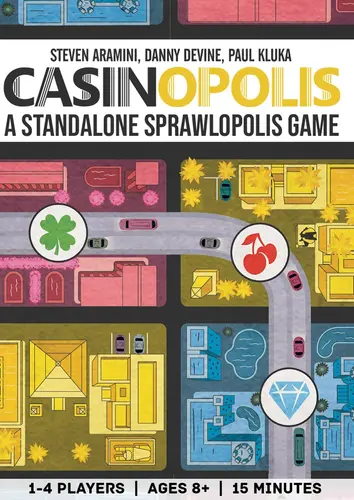 STEVEN ARAMINI, DANNY DEVINE, PAUL KLUKA
CASINOPOLIS
A STANDALONE SPRAWLOPOLIS GAME
1-4 PLAYERS | AGES 8+ | 15 MINUTES